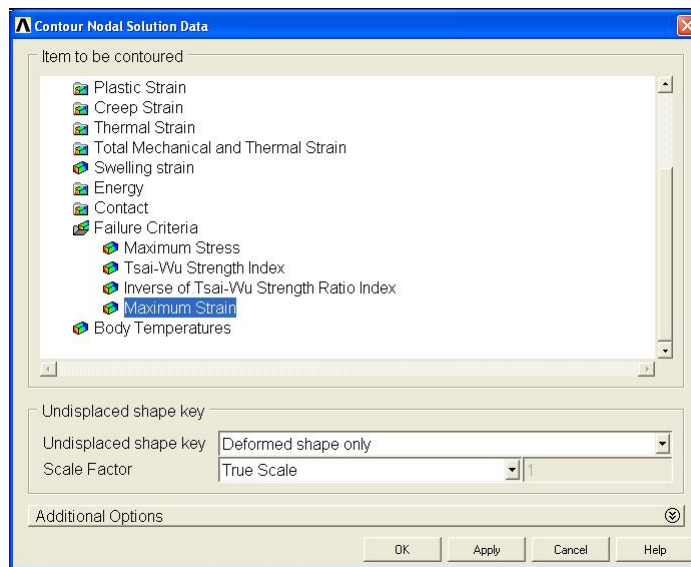 Contour Nodal Solution Data
Item to be contoured
Plastic Strain
Creep Strain
Thermal Strain
Total Mechanical and Thermal Strain
Swelling strain
Energy
Contact
Failure Criteria
Maximum Stress
Tsai-Wu Strength Index
Inverse of Tsai-Wu Strength Ratio Index
Maximum Strain
Body Temperatures
Undisplaced shape key
Undisplaced shape key Deformed shape only
Scale Factor True Scale 1
Additional Options
OK Apply Cancel Help